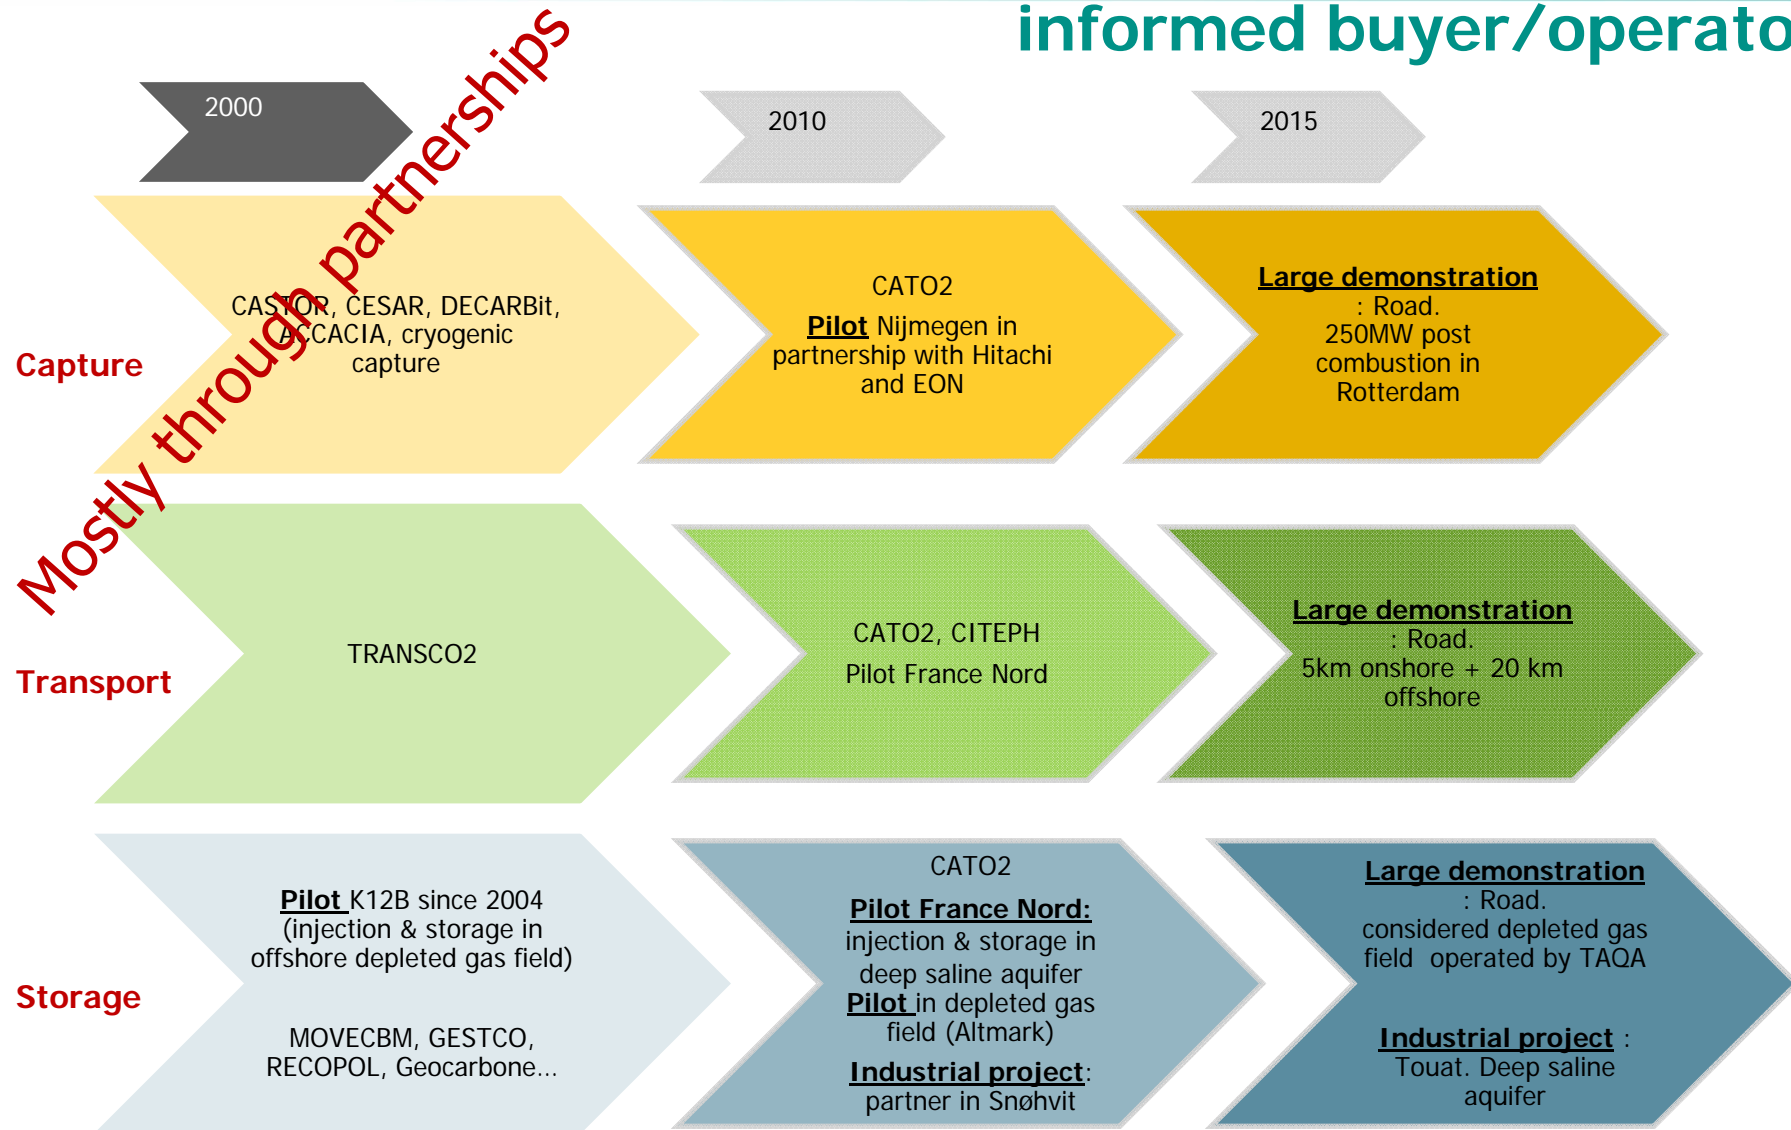 informed buyer/operato
Mostly through partnerships
2000
2010
2015
Capture
CASTOR, CESAR, DECARBit,
ACCACIA, cryogenic
capture
CATO2
Pilot Nijmegen in
partnership with Hitachi
and EON
Large demonstration
: Road.
250MW post
combustion in
Rotterdam
Transport
TRANSCO2
CATO2, CITEPH
Pilot France Nord
Large demonstration
: Road.
5km onshore + 20 km
offshore
Storage
Pilot K12B since 2004
(injection & storage in
offshore depleted gas field)
MOVECBM, GESTCO,
RECOPOL, Geocarbone...
CATO2
Pilot France Nord:
injection & storage in
deep saline aquifer
Pilot in depleted gas
field (Altmark)
Industrial project:
partner in Snøhvit
Large demonstration
: Road.
considered depleted gas
field operated by TAQA
Industrial project :
Touat. Deep saline
aquifer